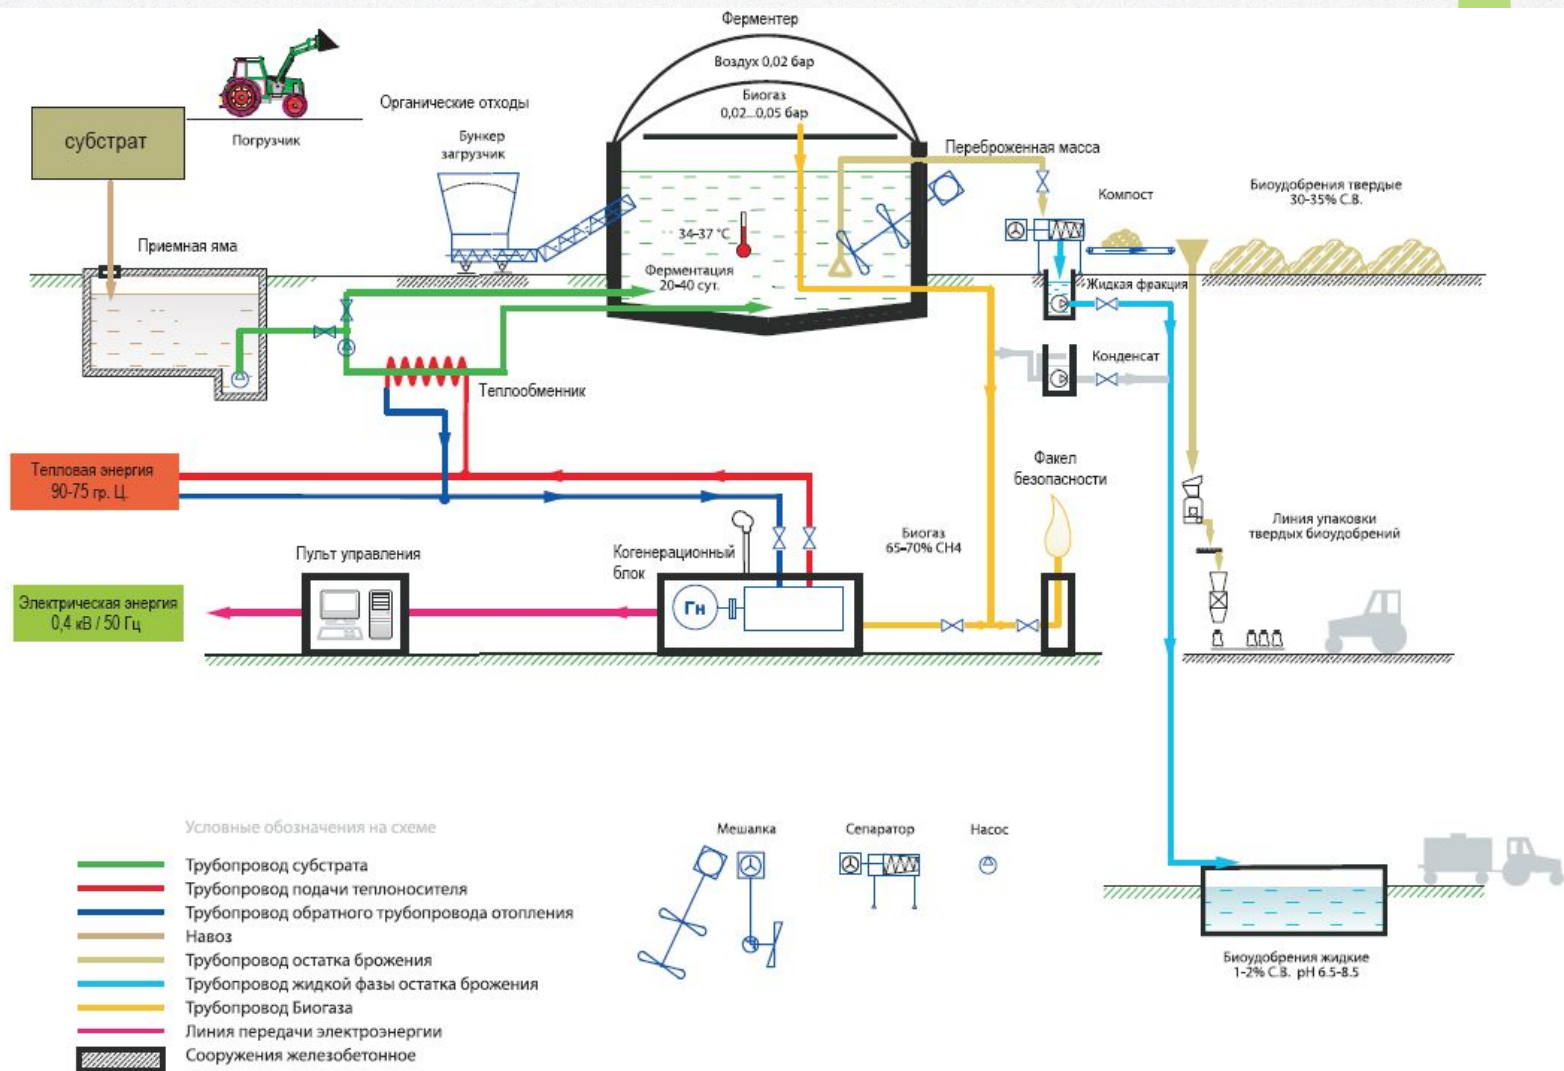 Ферментер
Воздух 0,02 бар
Биогаз
0,02...0,05 бар
субстрат
Погрузчик
Органические отходы
Бункер
загрузчик
Переброженная масса
Компост
Биоудобрения твердые
30-35% С.В.
Приемная яма
34–37 °C
Ферментация
20–40 сут.
Жидкая фракция
Конденсат
Теплообменник
Тепловая энергия
90-75 гр. Ц.
Факел
безопасности
Биогаз
65–70% CH4
Линия упаковки
твердых биоудобрений
Пульт управления
Когенерационный
блок
Гн
Электрическая энергия
0,4 кВ / 50 Гц
Условные обозначения на схеме
Трубопровод субстрата
Трубопровод подачи теплоносителя
Трубопровод обратного трубопровода отопления
Навоз
Трубопровод остатка брожения
Трубопровод жидкой фазы остатка брожения
Трубопровод Биогаза
Линия передачи электроэнергии
Сооружения железобетонное
Мешалка
Сепаратор
Насос
Биоудобрения жидкие
1-2% С.В. pH 6.5-8.5